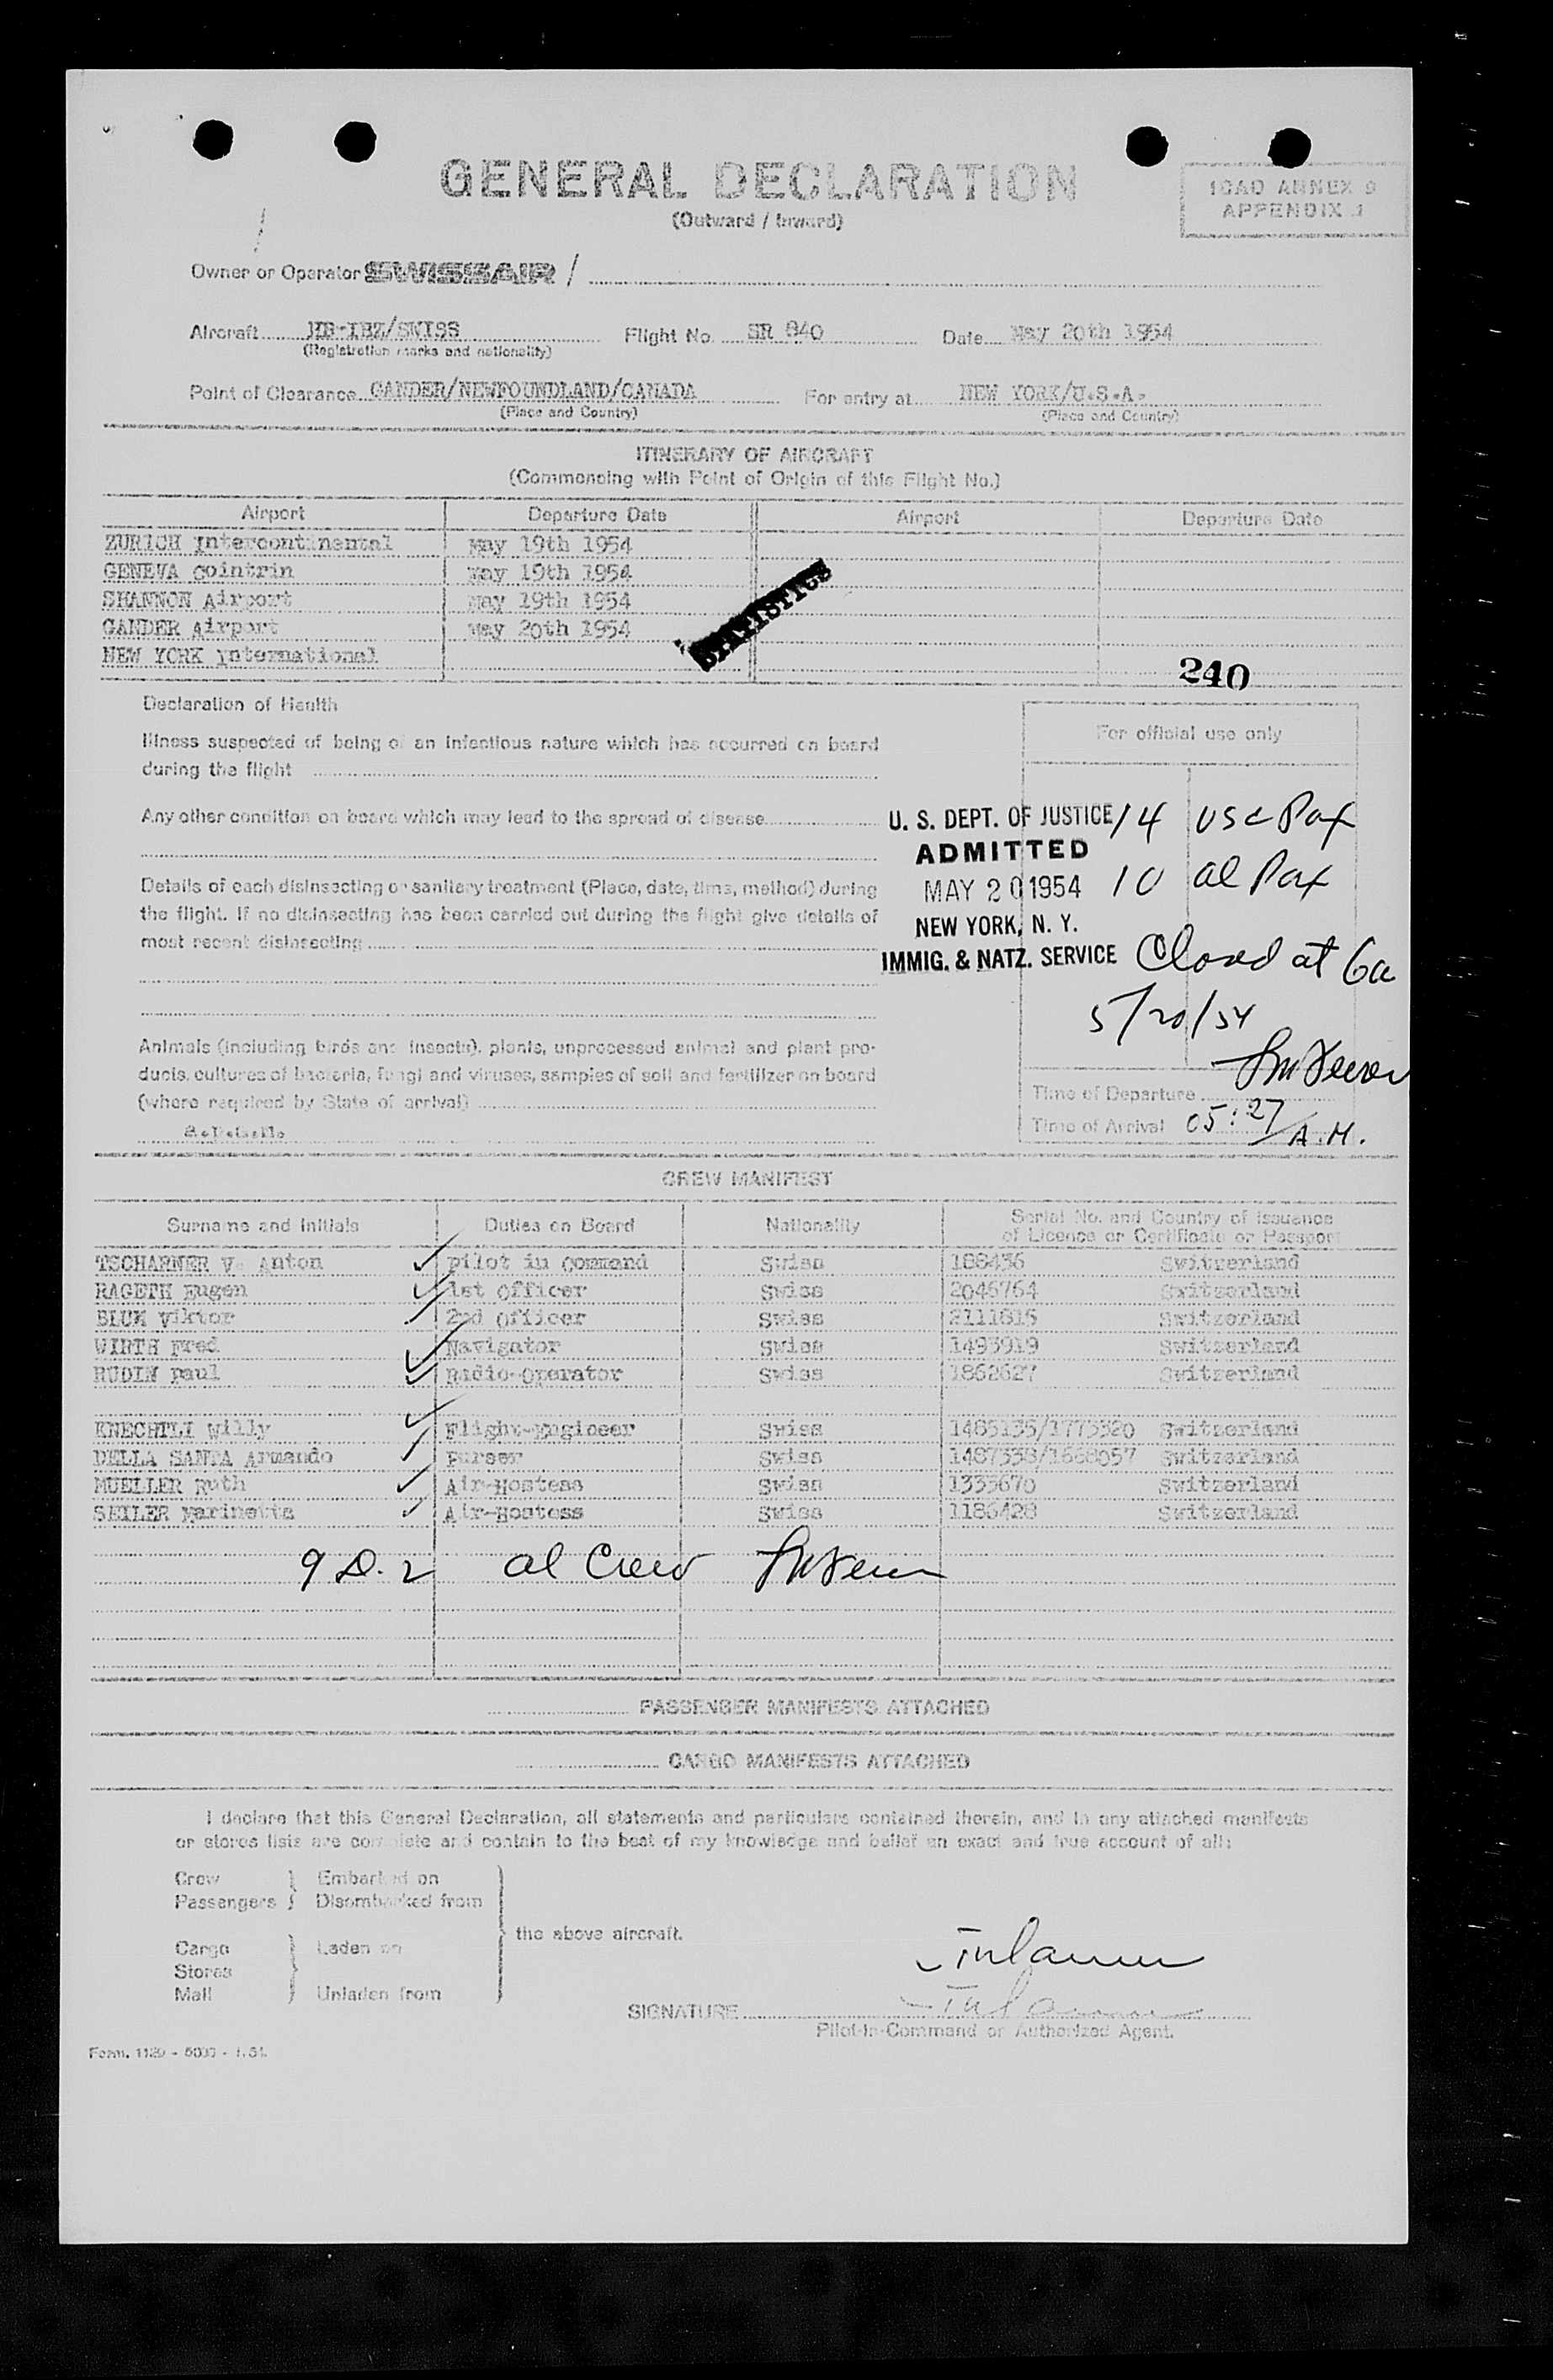 GENERAL DECLARATION
(Outward / Inward)
ICAO ANNEX 9
APPENDIX 1
Owner or Operator SWISSAIR /
Aircraft HB-IBZ/SWISS Flight No. SR 840 Date May 20th 1954
(Registration marks and nationality)
Point of Clearance GANDER/NEWFOUNDLAND/CANADA For entry at NEW YORK/U.S.A.
(Place and Country) (Place and Country)
ITINERARY OF AIRCRAFT
(Commencing with Point of Origin of this Flight No.)
Airport Departure Date Airport Departure Date
ZURICH Intercontinental May 19th 1954
GENEVA Cointrin May 19th 1954
SHANNON Airport May 19th 1954
GANDER Airport May 20th 1954
NEW YORK International
STATISTICS
240
Declaration of Health
Illness suspected of being of an infectious nature which has occurred on board
during the flight
Any other condition on board which may lead to the spread of disease
Details of each disinsecting or sanitary treatment (Place, date, time, method) during
the flight. If no disinsecting has been carried out during the flight give details of
most recent disinsecting
Animals (including birds and insects), plants, unprocessed animal and plant pro-
ducts, cultures of bacteria, fungi and viruses, samples of soil and fertilizer on board
(where required by State of arrival)
For official use only
U. S. DEPT. OF JUSTICE 14 USC Pax
ADMITTED
MAY 20 1954 10 al Pax
NEW YORK, N. Y.
IMMIG. & NATZ. SERVICE Closed at 6a
5/20/54
Time of Departure
Time of Arrival 05:27 A.M.
CREW MANIFEST
Surname and Initials Duties on Board Nationality Serial No. and Country of Issuance
of Licence or Certificate or Passport
TSCHARNER V. Anton Pilot in Command Swiss 188436 Switzerland
RAGETH Eugen 1st Officer Swiss 2046764 Switzerland
Viktor 2nd Officer Swiss 2111615 Switzerland
WIRTH Fred Navigator Swiss 1493919 Switzerland
RUDIN Paul Radio-Operator Swiss 1862627 Switzerland
KNECHTLI Willy Flight-Engineer Swiss 1485135/1773320 Switzerland
DELLA SANTA Armando Purser Swiss 1487338/1668057 Switzerland
MUELLER Ruth Air-Hostess Swiss 1333670 Switzerland
SEILER Marinette Air-Hostess Swiss 1186428 Switzerland
9 D.2 al Crew
PASSENGER MANIFESTS ATTACHED
CARGO MANIFESTS ATTACHED
I declare that this General Declaration, all statements and particulars contained therein, and in any attached manifests
or stores lists are complete and contain to the best of my knowledge and belief an exact and true account of all:
Crew Embarked on
Passengers Disembarked from
the above aircraft.
Cargo Laden on
Stores
Mail Unladen from
SIGNATURE
Pilot-in-Command or Authorized Agent.